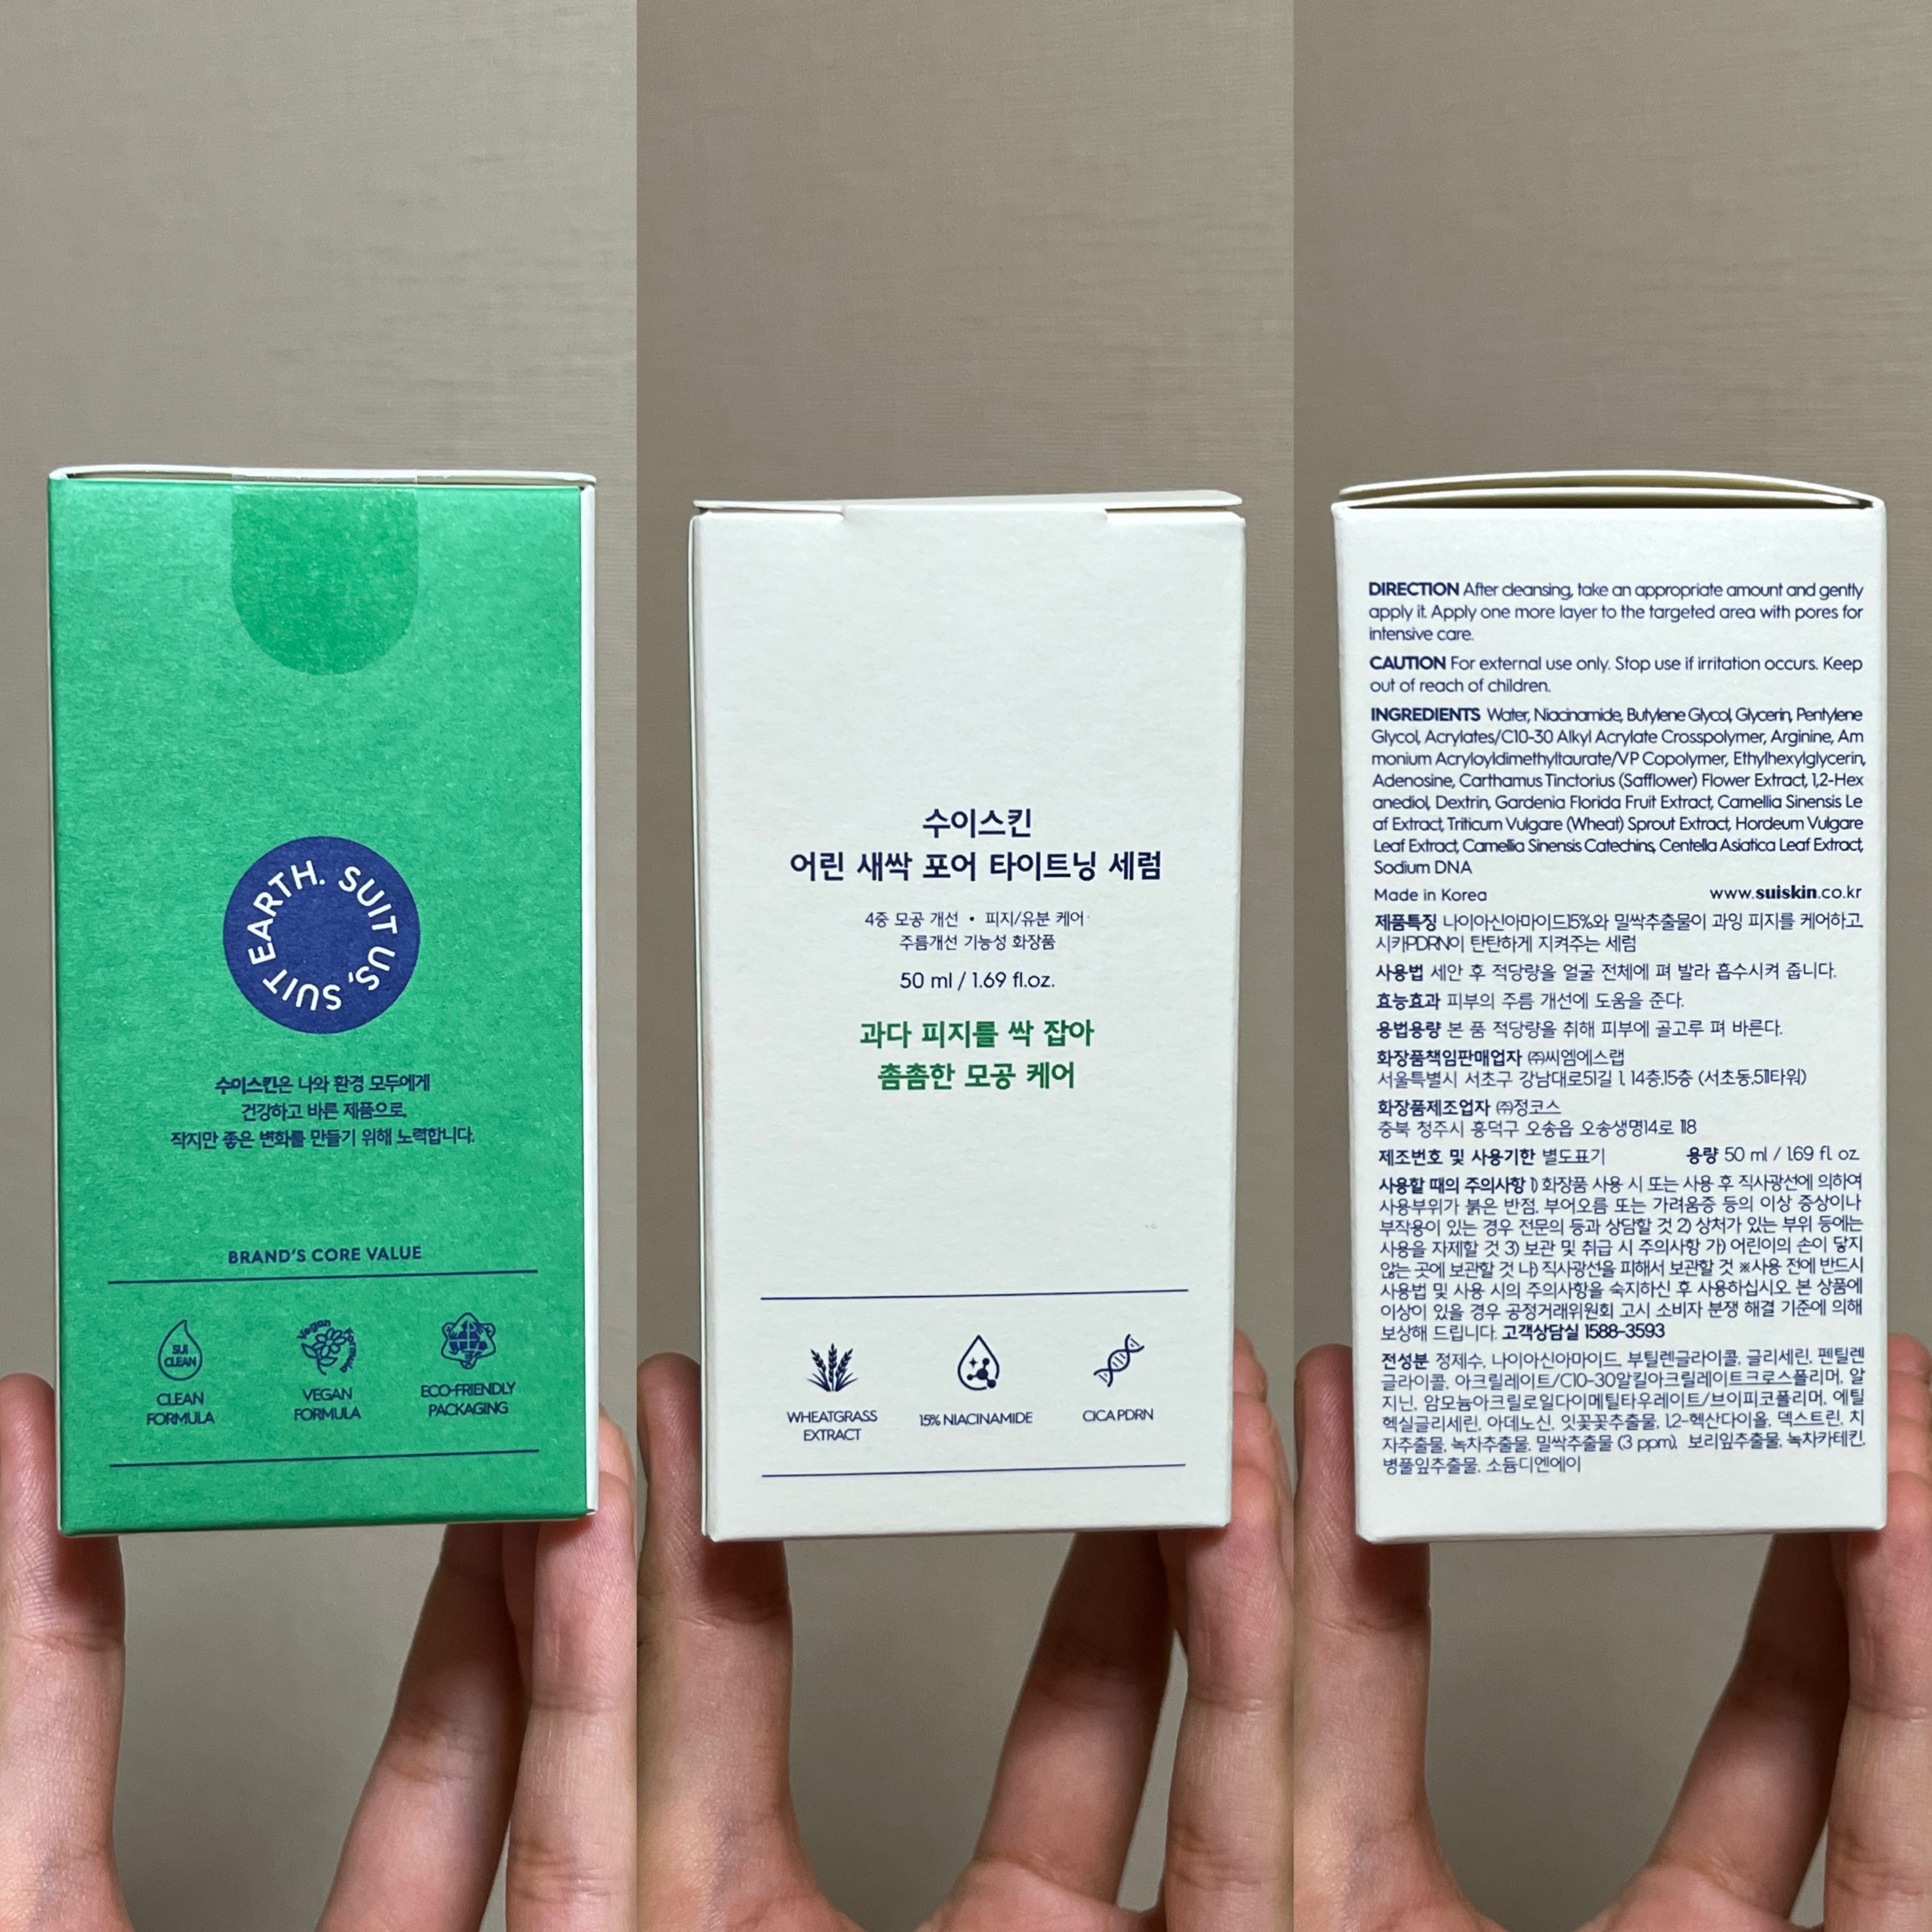 SUIT US, SUIT EARTH.
수이스킨은 나와 환경 모두에게
건강하고 바른 제품으로,
작지만 좋은 변화를 만들기 위해 노력합니다.
BRAND'S CORE VALUE
SUI
CLEAN
CLEAN
FORMULA
Vegan
Formula
VEGAN
FORMULA
ECO-FRIENDLY
PACKAGING
수이스킨
어린 새싹 포어 타이트닝 세럼
4중 모공 개선 • 피지/유분 케어
주름개선 기능성 화장품
50 ml / 1.69 fl.oz.
과다 피지를 싹 잡아
촘촘한 모공 케어
WHEATGRASS
EXTRACT
15% NIACINAMIDE
CICA PDRN
DIRECTION After cleansing, take an appropriate amount and gently
apply it. Apply one more layer to the targeted area with pores for
intensive care.
CAUTION For external use only. Stop use if irritation occurs. Keep
out of reach of children.
INGREDIENTS Water, Niacinamide, Butylene Glycol, Glycerin, Pentylene
Glycol, Acrylates/C10-30 Alkyl Acrylate Crosspolymer, Arginine, Am
monium Acryloyldimethyltaurate/VP Copolymer, Ethylhexylglycerin,
Adenosine, Carthamus Tinctorius (Safflower) Flower Extract, 1,2-Hex
anediol, Dextrin, Gardenia Florida Fruit Extract, Camellia Sinensis Le
af Extract, Triticum Vulgare (Wheat) Sprout Extract, Hordeum Vulgare
Leaf Extract, Camellia Sinensis Catechins, Centella Asiatica Leaf Extract,
Sodium DNA
Made in Korea www.suiskin.co.kr
제품특징 나이아신아마이드15%와 밀싹추출물이 과잉 피지를 케어하고,
시카PDRN이 탄탄하게 지켜주는 세럼
사용법 세안 후 적당량을 얼굴 전체에 펴 발라 흡수시켜 줍니다.
효능효과 피부의 주름 개선에 도움을 준다.
용법용량 본 품 적당량을 취해 피부에 골고루 펴 바른다.
화장품책임판매업자 ㈜씨엠에스랩
서울특별시 서초구 강남대로51길 1, 14층,15층 (서초동,511타워)
화장품제조업자 ㈜정코스
충북 청주시 흥덕구 오송읍 오송생명14로 118
제조번호 및 사용기한 별도표기 용량 50 ml / 1.69 fl. oz.
사용할 때의 주의사항 1) 화장품 사용 시 또는 사용 후 직사광선에 의하여
사용부위가 붉은 반점, 부어오름 또는 가려움증 등의 이상 증상이나
부작용이 있는 경우 전문의 등과 상담할 것 2) 상처가 있는 부위 등에는
사용을 자제할 것 3) 보관 및 취급 시 주의사항 가) 어린이의 손이 닿지
않는 곳에 보관할 것 나) 직사광선을 피해서 보관할 것 ※사용 전에 반드시
사용법 및 사용 시의 주의사항을 숙지하신 후 사용하십시오. 본 상품에
이상이 있을 경우 공정거래위원회 고시 소비자 분쟁 해결 기준에 의해
보상해 드립니다. 고객상담실 1588-3593
전성분 정제수, 나이아신아마이드, 부틸렌글라이콜, 글리세린, 펜틸렌
글라이콜, 아크릴레이트/C10-30알킬아크릴레이트크로스폴리머, 알
지닌, 암모늄아크릴로일다이메틸타우레이트/브이피코폴리머, 에틸
헥실글리세린, 아데노신, 잇꽃꽃추출물, 1,2-헥산다이올, 덱스트린, 치
자추출물, 녹차추출물, 밀싹추출물 (3 ppm), 보리잎추출물, 녹차카테킨,
병풀잎추출물, 소듐디엔에이